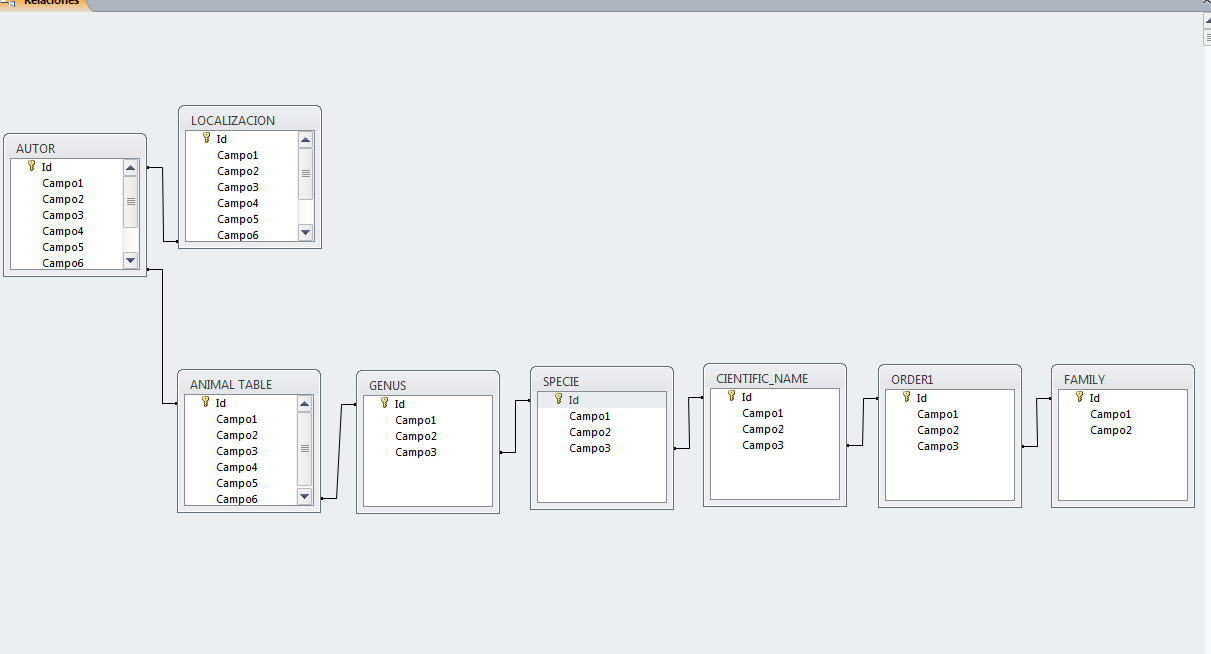 Relaciones
LOCALIZACION
Id
Campo1
Campo2
Campo3
Campo4
Campo5
Campo6
AUTOR
Id
Campo1
Campo2
Campo3
Campo4
Campo5
Campo6
ANIMAL TABLE
Id
Campo1
Campo2
Campo3
Campo4
Campo5
Campo6
GENUS
Id
Campo1
Campo2
Campo3
SPECIE
Id
Campo1
Campo2
Campo3
CIENTIFIC_NAME
Id
Campo1
Campo2
Campo3
ORDER1
Id
Campo1
Campo2
Campo3
FAMILY
Id
Campo1
Campo2